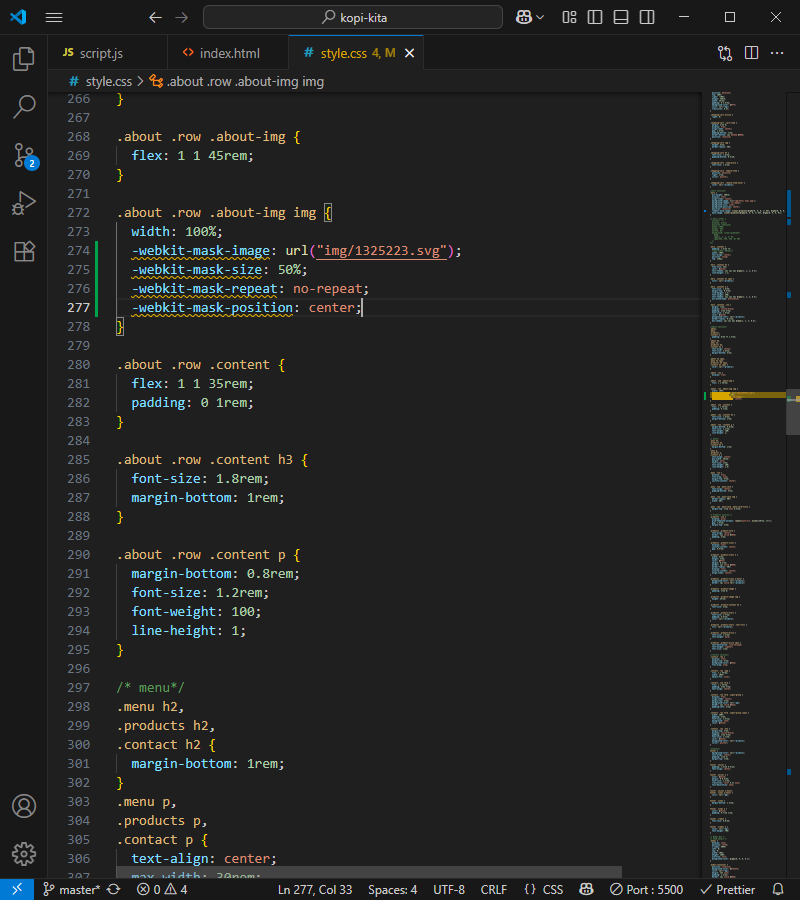 kopi-kita
JS script.js
<> index.html
# style.css 4, M
# style.css > .about .row .about-img img
266 }
267
268 .about .row .about-img {
269 flex: 1 1 45rem;
270 }
271
272 .about .row .about-img img {
273 width: 100%;
274 -webkit-mask-image: url("img/1325223.svg");
275 -webkit-mask-size: 50%;
276 -webkit-mask-repeat: no-repeat;
277 -webkit-mask-position: center;
278 }
279
280 .about .row .content {
281 flex: 1 1 35rem;
282 padding: 0 1rem;
283 }
284
285 .about .row .content h3 {
286 font-size: 1.8rem;
287 margin-bottom: 1rem;
288 }
289
290 .about .row .content p {
291 margin-bottom: 0.8rem;
292 font-size: 1.2rem;
293 font-weight: 100;
294 line-height: 1;
295 }
296
297 /* menu*/
298 .menu h2,
299 .products h2,
300 .contact h2 {
301 margin-bottom: 1rem;
302 }
303 .menu p,
304 .products p,
305 .contact p {
306 text-align: center;
307 max-width: 30rem;
2
master* 0 4 Ln 277, Col 33 Spaces: 4 UTF-8 CRLF {} CSS Port : 5500 Prettier